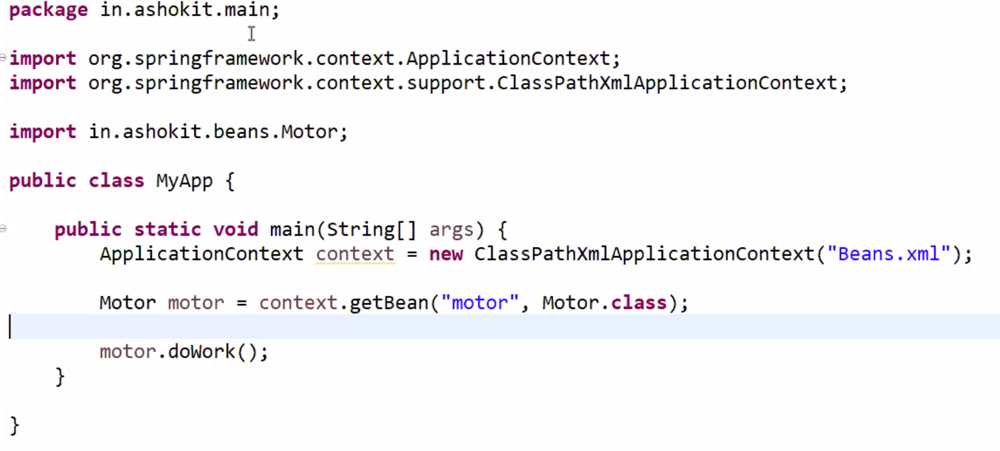 package in.ashokit.main;
import org.springframework.context.ApplicationContext;
import org.springframework.context.support.ClassPathXmlApplicationContext;
import in.ashokit.beans.Motor;
public class MyApp {
public static void main(String[] args) {
ApplicationContext context = new ClassPathXmlApplicationContext("Beans.xml");
Motor motor = context.getBean("motor", Motor.class);
motor.doWork();
}
}